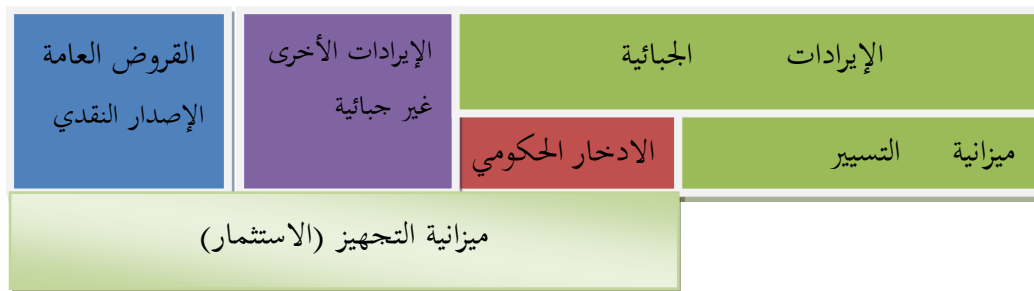 الإيرادات الجبائية
الإيرادات الأخرى
غير جبائية
القروض العامة
الإصدار النقدي
ميزانية التسيير
الادخار الحكومي
ميزانية التجهيز (الاستثمار)